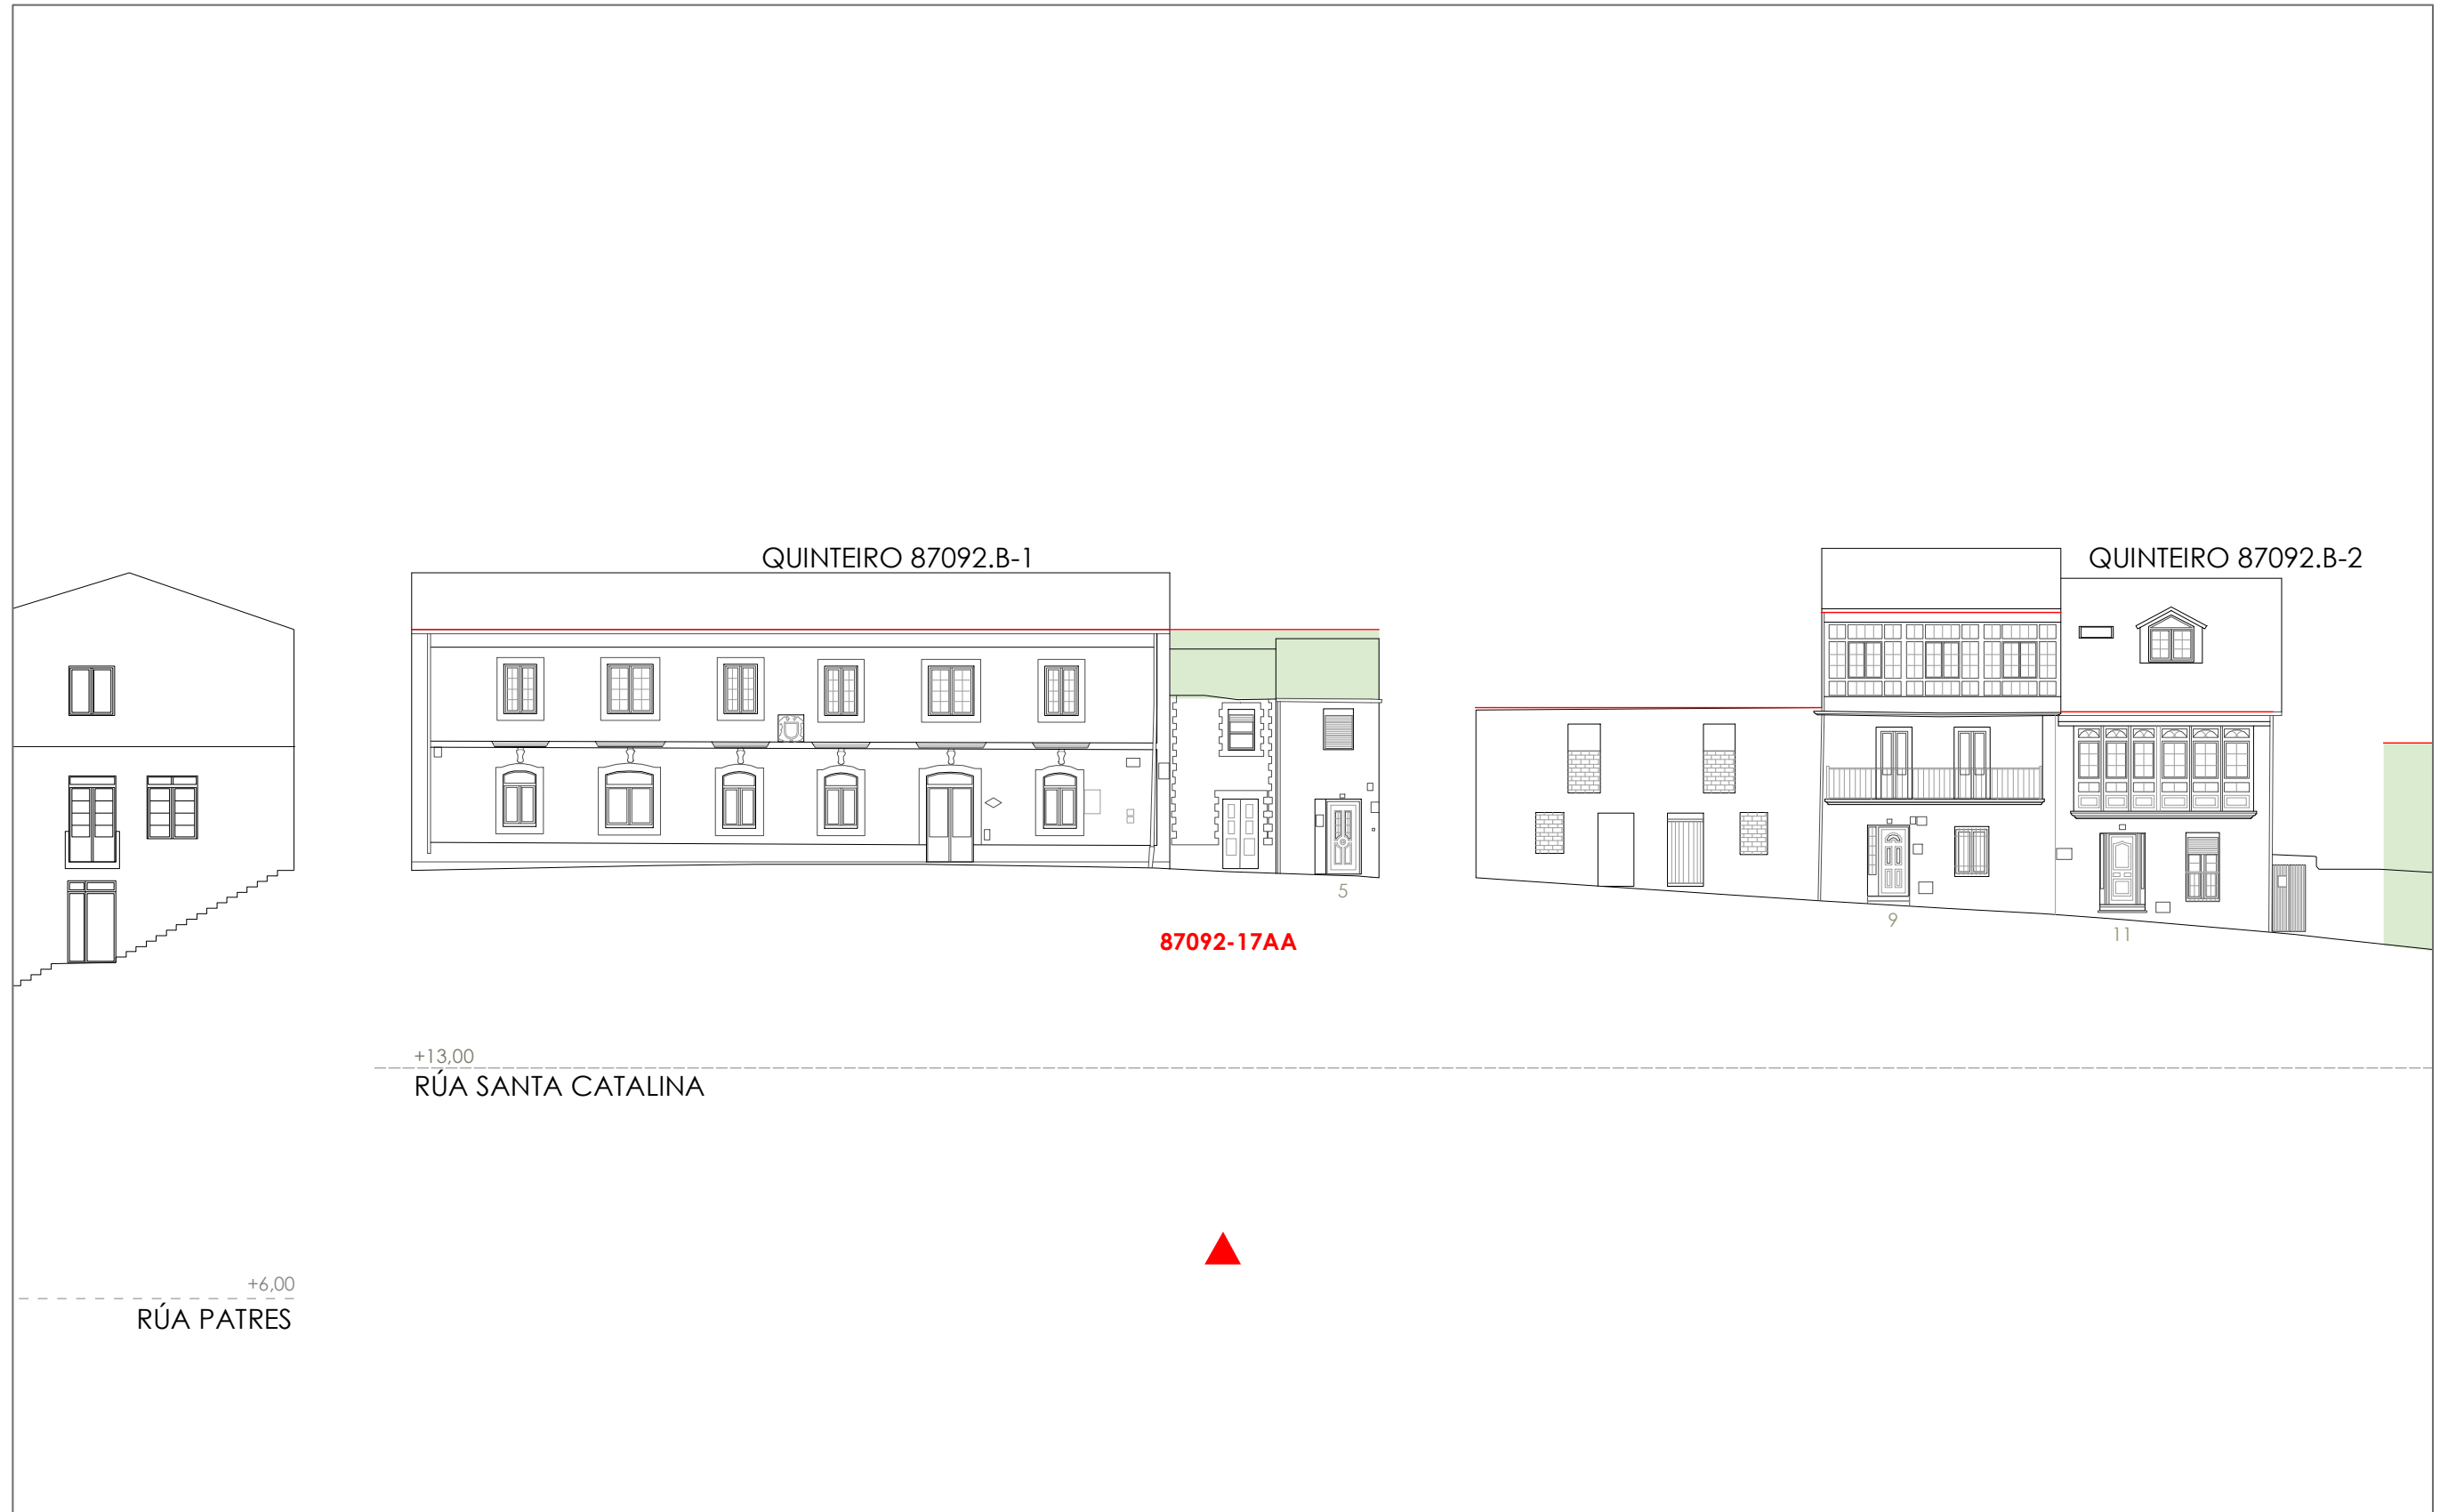 QUINTEIRO 87092.B-1
QUINTEIRO 87092.B-2
5
9
11
87092-17AA
+13,00
RÚA SANTA CATALINA
+6,00
RÚA PATRES